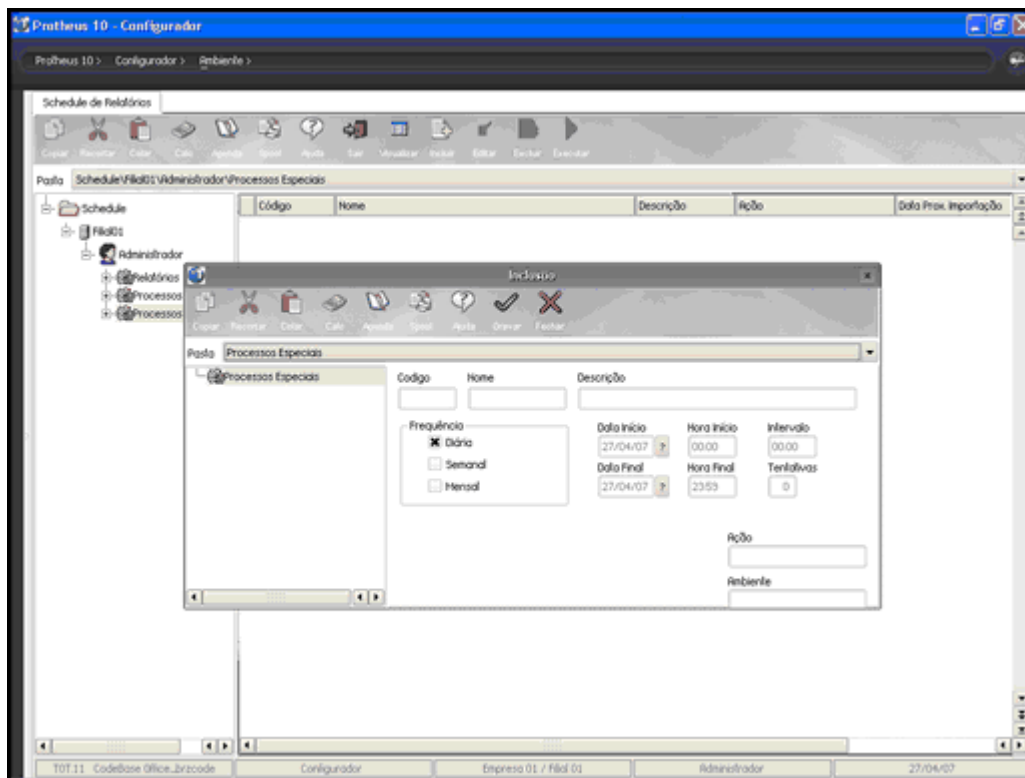 Protheus 10 - Configurador
Protheus 10 > Configurador > Ambiente >
Schedule de Relatórios
Copiar Recortar Colar Calc Agenda Spool Ajuda Sair Visualizar Incluir Editar Excluir Executar
Pasta Schedule\Filial01\Administrador\Processos Especiais
Schedule
Filial01
Administrador
Relatórios
Processos
Processos
Código Nome Descrição Ação Data Prox. Importação
Inclusão
Copiar Recortar Colar Calc Agenda Spool Ajuda Gravar Fechar
Pasta Processos Especiais
Processos Especiais
Codigo Nome Descrição
Frequência
Diária
Semanal
Mensal
Data Início Hora Início Intervalo
27/04/07 ? 00:00 00:00
Data Final Hora Final Tentativas
27/04/07 ? 23:59 0
Ação
Ambiente
TOT.11 CodeBase Office_brzcode Configurador Empresa 01 / Filial 01 Administrador 27/04/07